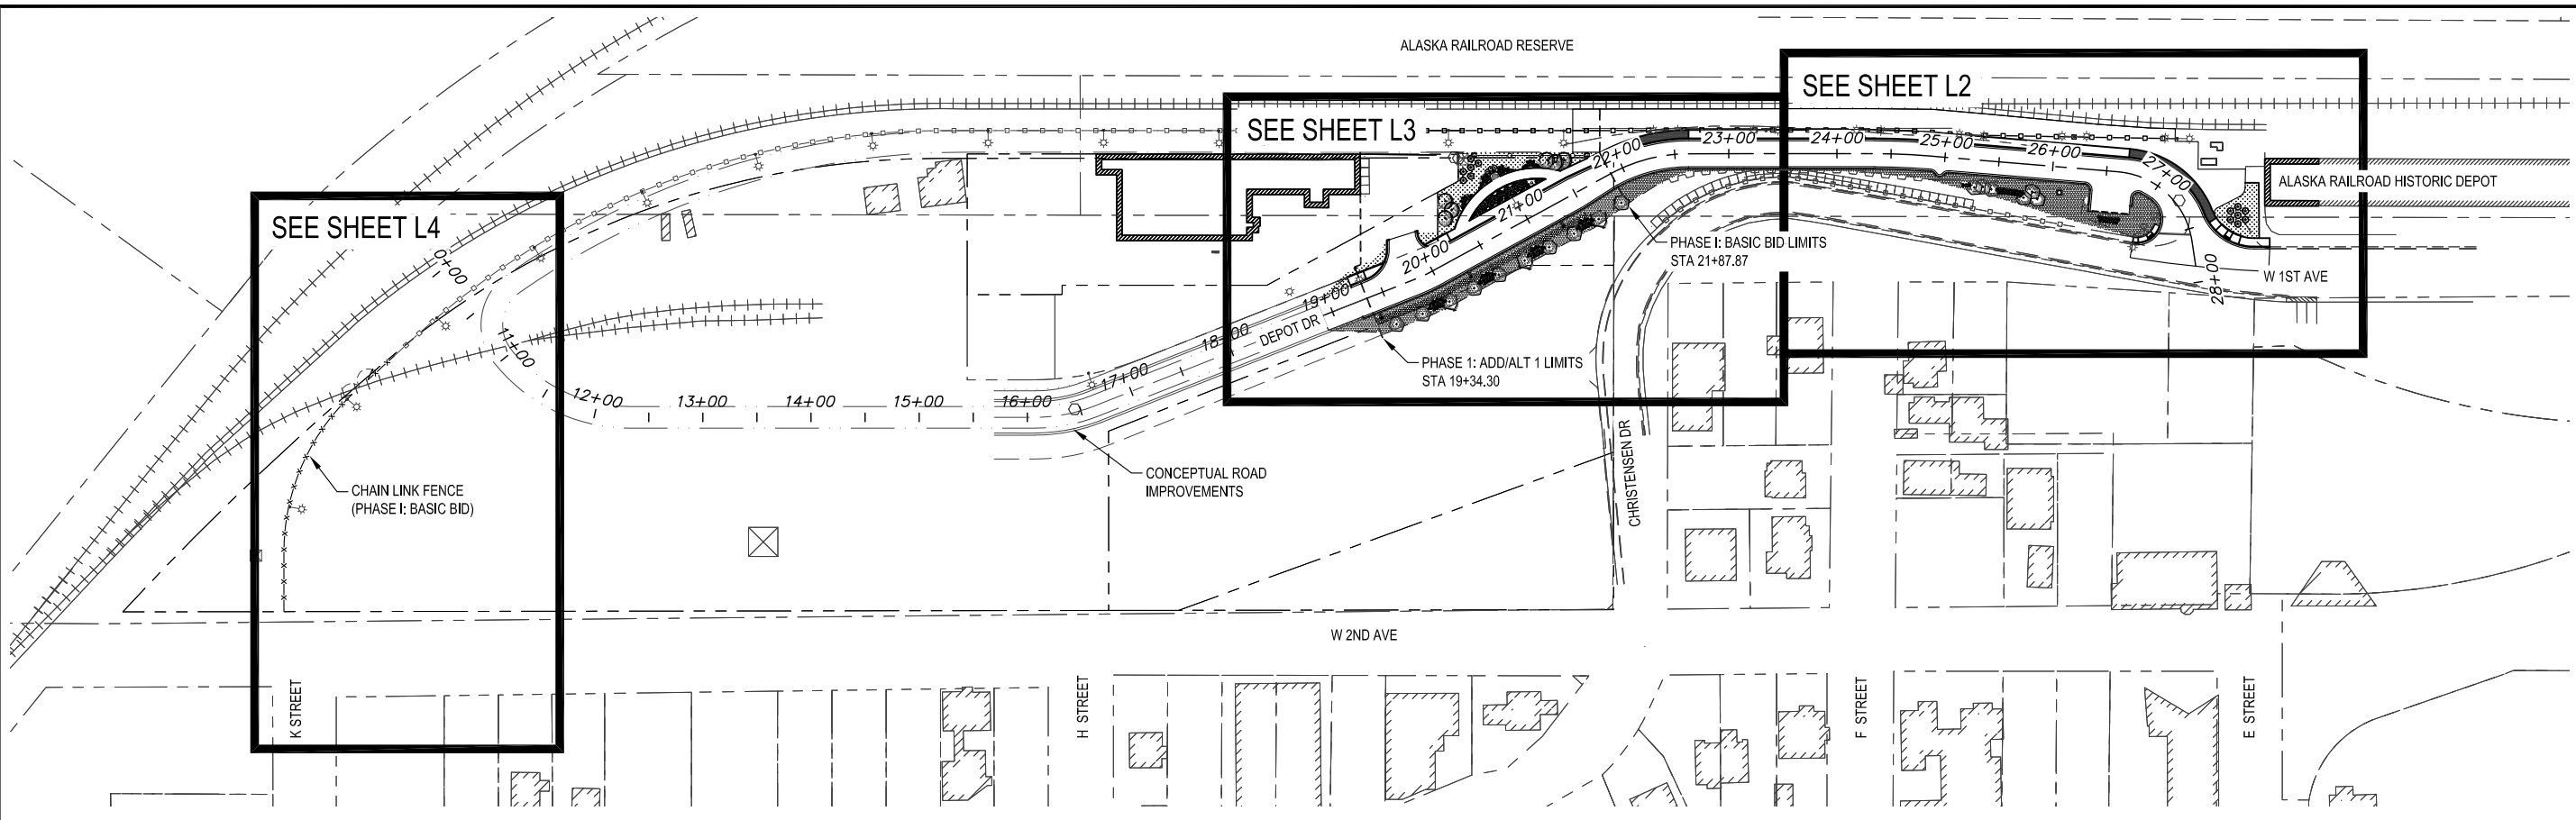 ALASKA RAILROAD RESERVE
SEE SHEET L2
SEE SHEET L3
SEE SHEET L4
22+00
23+00
24+00
25+00
26+00
27+00
ALASKA RAILROAD HISTORIC DEPOT
21+00
20+00
19+00
18+00
17+00
DEPOT DR
PHASE I: BASIC BID LIMITS
STA 21+87.87
W 1ST AVE
28+00
0+00
11+00
12+00
13+00
14+00
15+00
16+00
PHASE 1: ADD/ALT 1 LIMITS
STA 19+34.30
CHRISTENSEN DR
CONCEPTUAL ROAD
IMPROVEMENTS
CHAIN LINK FENCE
(PHASE I: BASIC BID)
W 2ND AVE
K STREET
H STREET
F STREET
E STREET